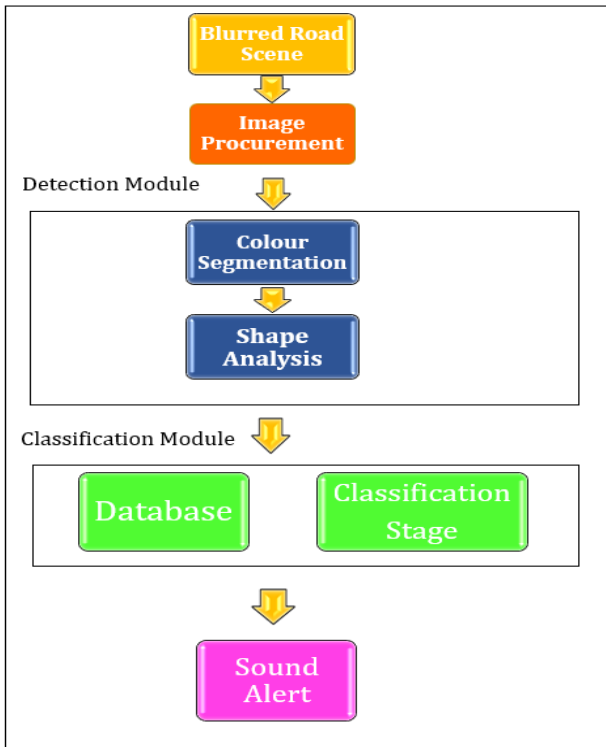 Blurred Road
Scene
Image
Procurement
Detection Module
Colour
Segmentation
Shape
Analysis
Classification Module
Database
Classification
Stage
Sound
Alert